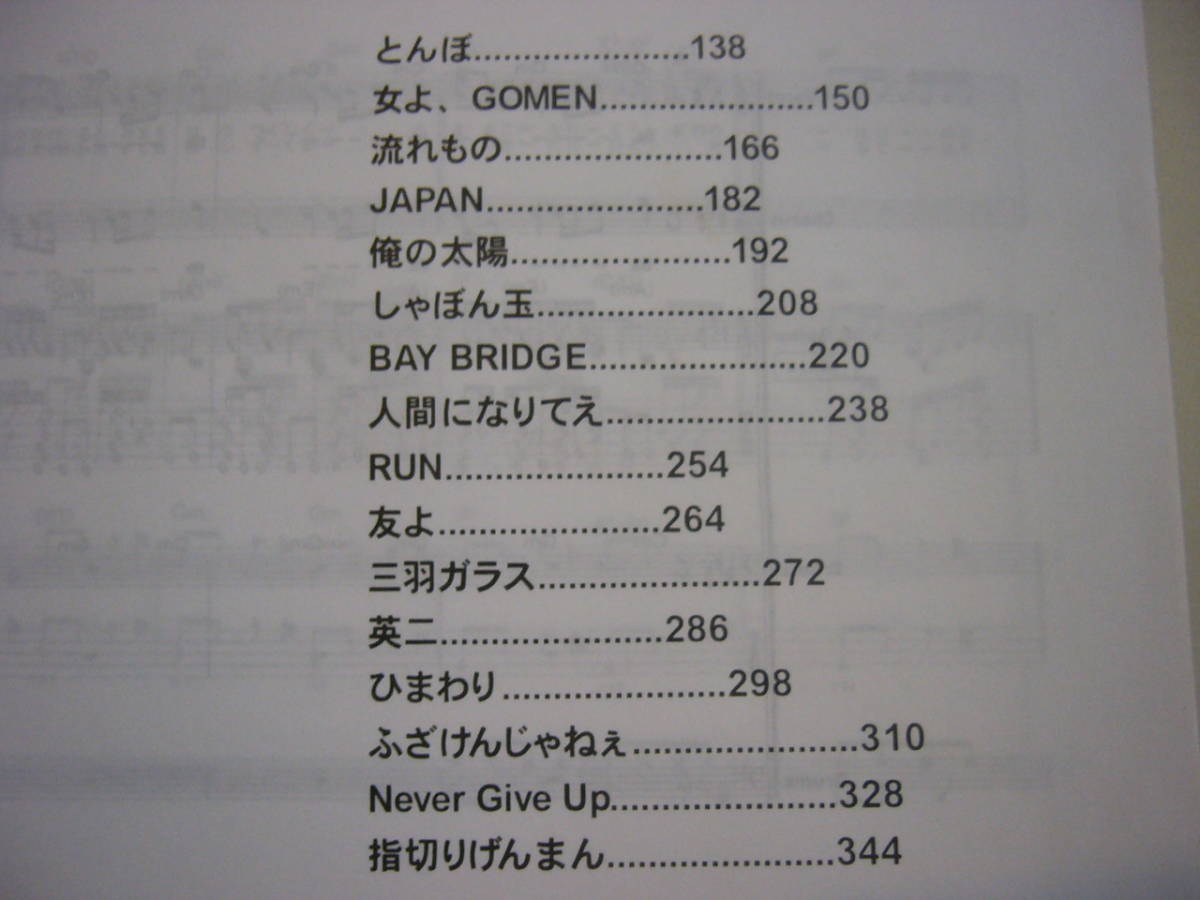 とんぼ......................138
女よ、GOMEN......................150
流れもの......................166
JAPAN......................182
俺の太陽......................192
しゃぼん玉......................208
BAY BRIDGE......................220
人間になりてえ......................238
RUN......................254
友よ......................264
三羽ガラス......................272
英二......................286
ひまわり......................298
ふざけんじゃねぇ......................310
Never Give Up......................328
指切りげんまん......................344